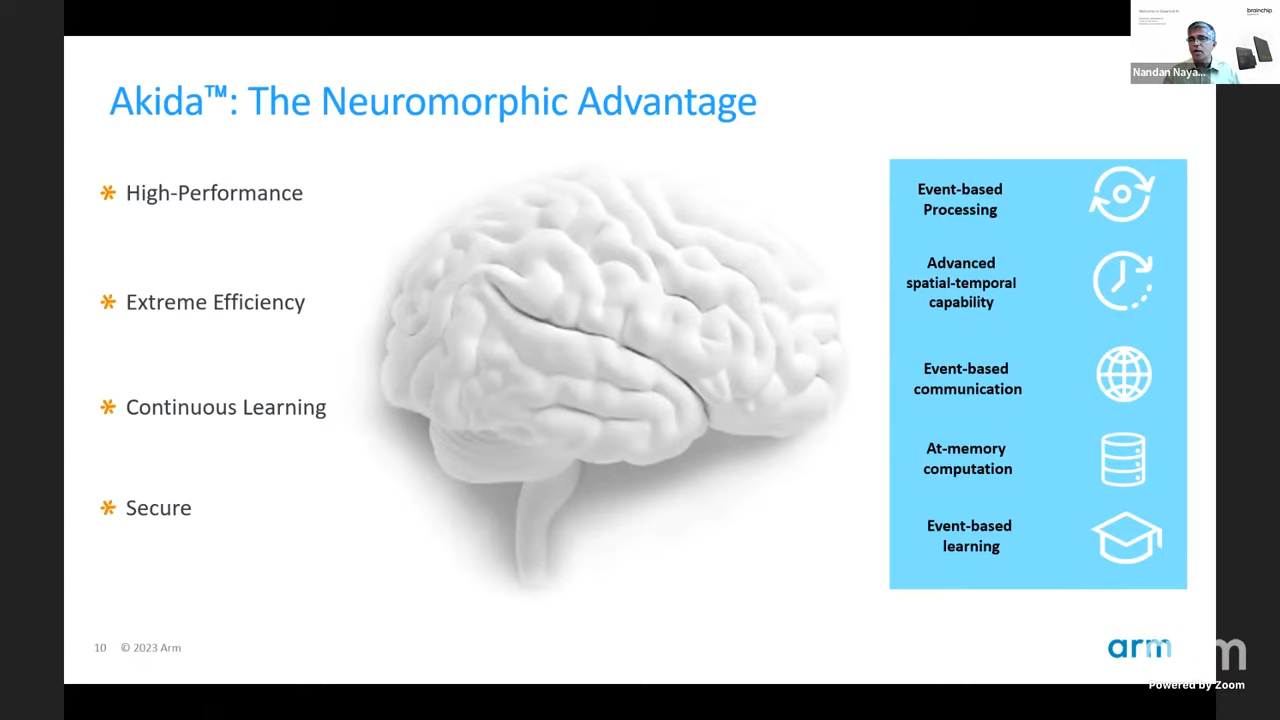 Akida™: The Neuromorphic Advantage
High-Performance
Extreme Efficiency
Continuous Learning
Secure
Event-based
Processing
Advanced
spatial-temporal
capability
Event-based
communication
At-memory
computation
Event-based
learning
10 © 2023 Arm
arm
m
Powered by Zoom
brainchip
Nandan Naya...